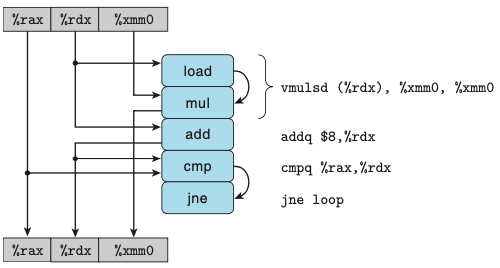 %rax %rdx %xmm0
load
mul
vmulsd (%rdx), %xmm0, %xmm0
add
addq $8,%rdx
cmp
cmpq %rax,%rdx
jne
jne loop
%rax %rdx %xmm0